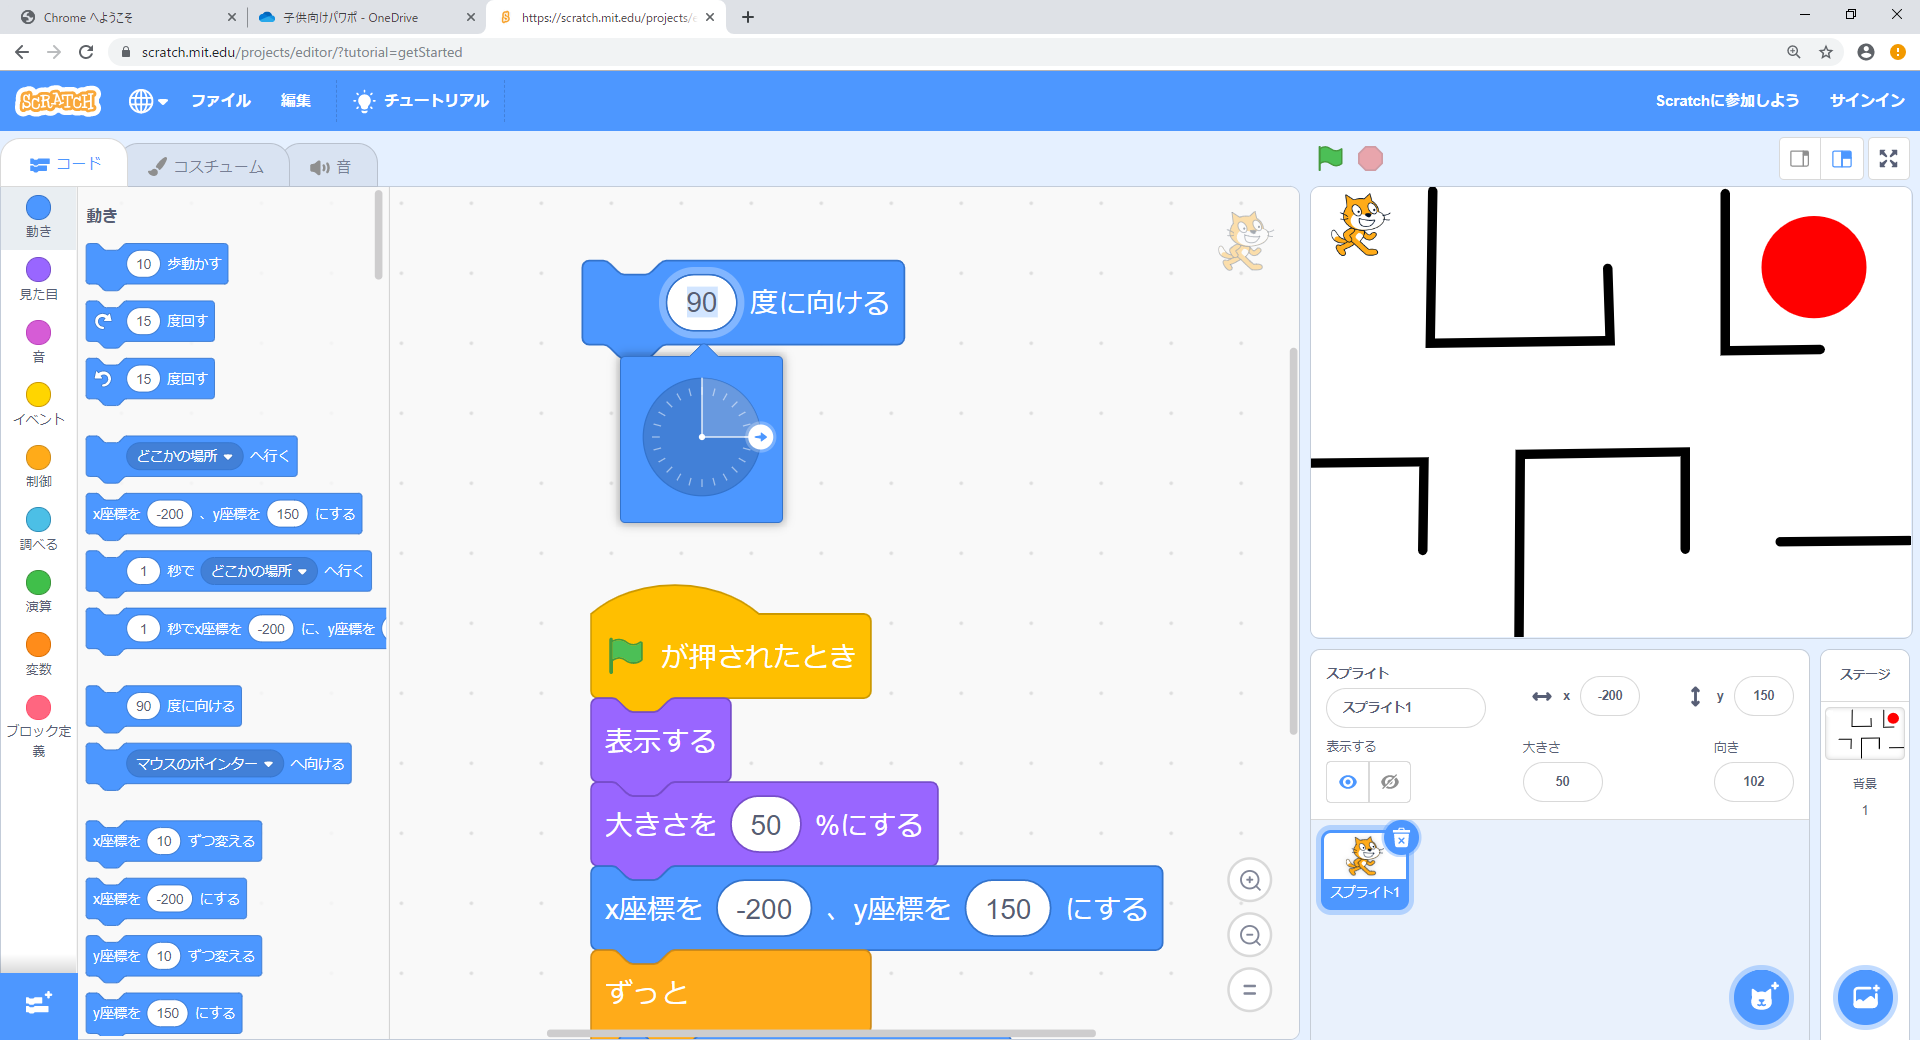 Chrome へようこそ
子供向けパワポ - OneDrive
https://scratch.mit.edu/projects/e
scratch.mit.edu/projects/editor/?tutorial=getStarted
SCRATCH
ファイル
編集
チュートリアル
Scratchに参加しよう
サインイン
コード
コスチューム
音
動き
見た目
音
イベント
制御
調べる
演算
変数
ブロック定
義
動き
10 歩動かす
15 度回す
15 度回す
どこかの場所 へ行く
x座標を -200 、y座標を 150 にする
1 秒で どこかの場所 へ行く
1 秒でx座標を -200 に、y座標を
90 度に向ける
マウスのポインター へ向ける
x座標を 10 ずつ変える
x座標を -200 にする
y座標を 10 ずつ変える
y座標を 150 にする
90 度に向ける
が押されたとき
表示する
大きさを 50 %にする
x座標を -200 、y座標を 150 にする
ずっと
スプライト
スプライト1
x -200
y 150
表示する
大きさ
50
向き
102
スプライト1
ステージ
背景
1